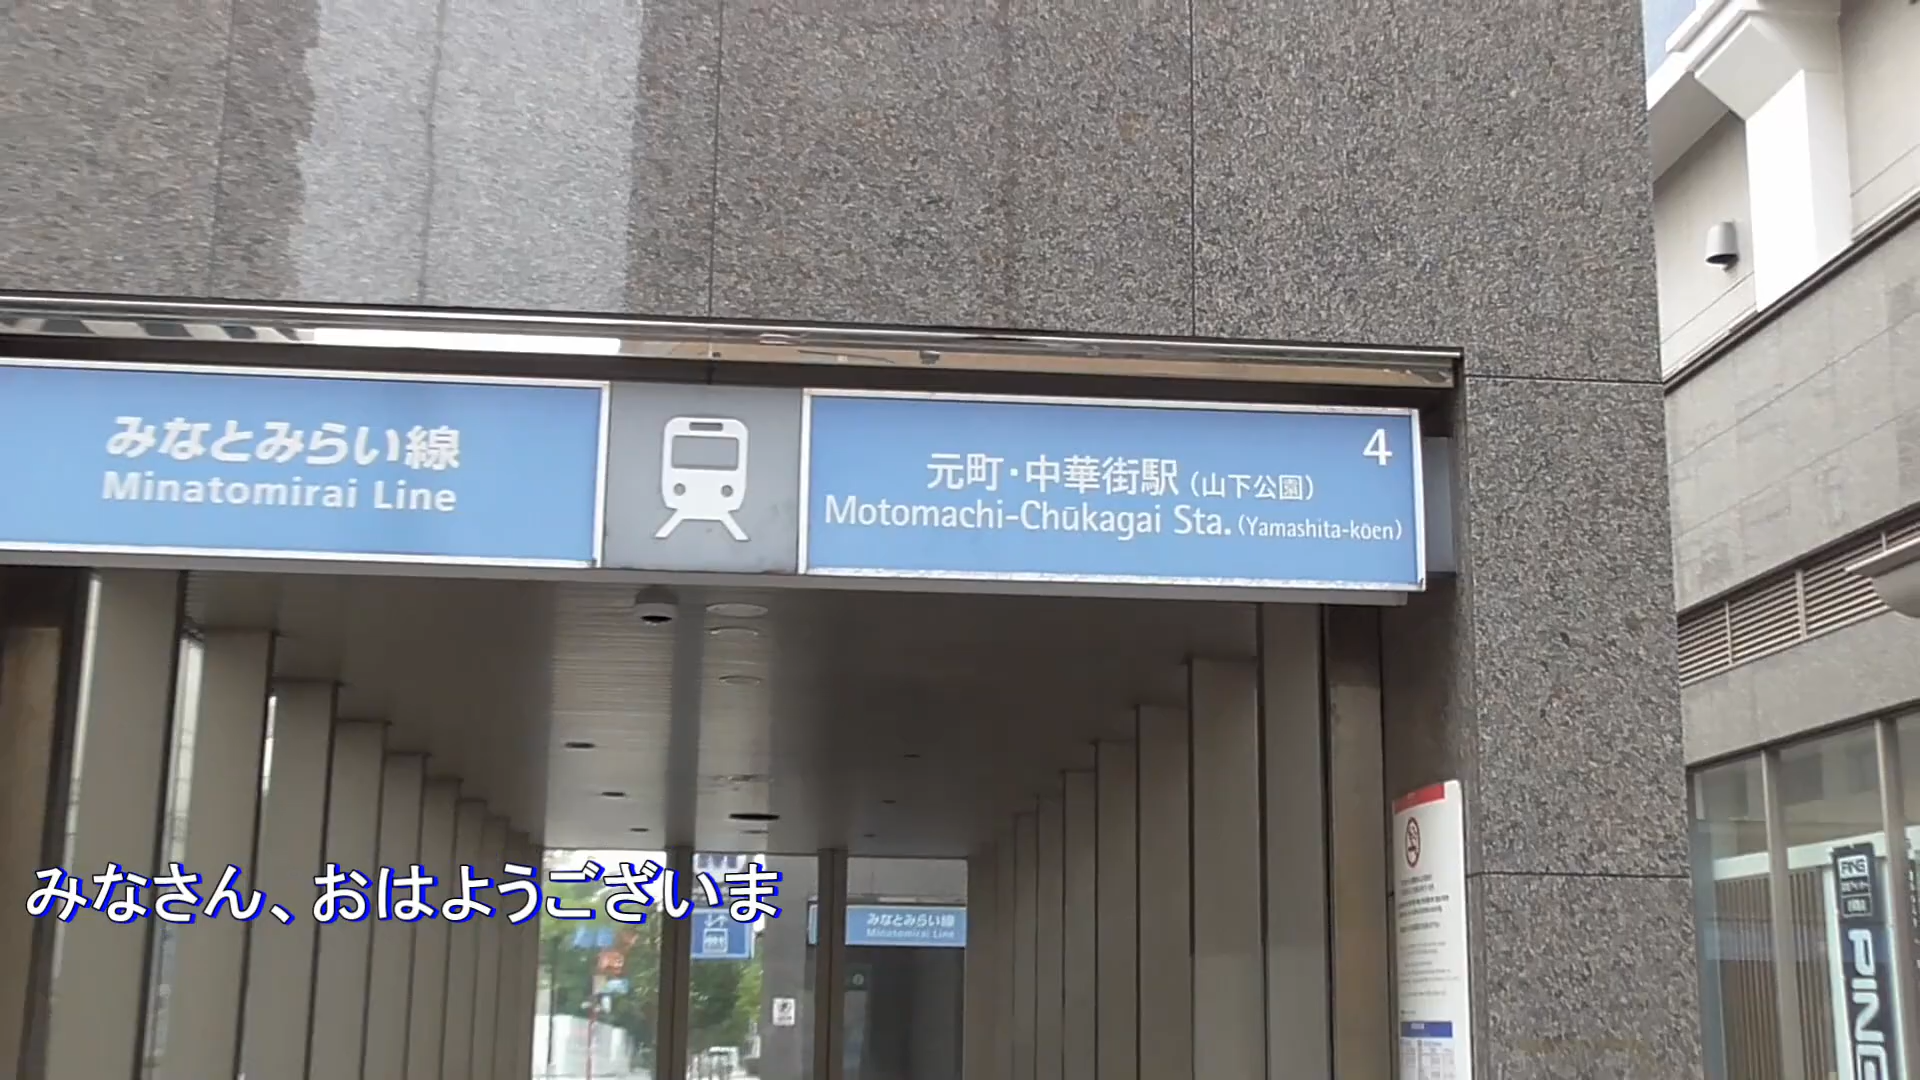 みなとみらい線
Minatomirai Line
4
元町・中華街駅（山下公園）
Motomachi-Chūkagai Sta. (Yamashita-kōen)
みなさん、おはようございま
みなとみらい線
Minatomirai Line
PING
PING